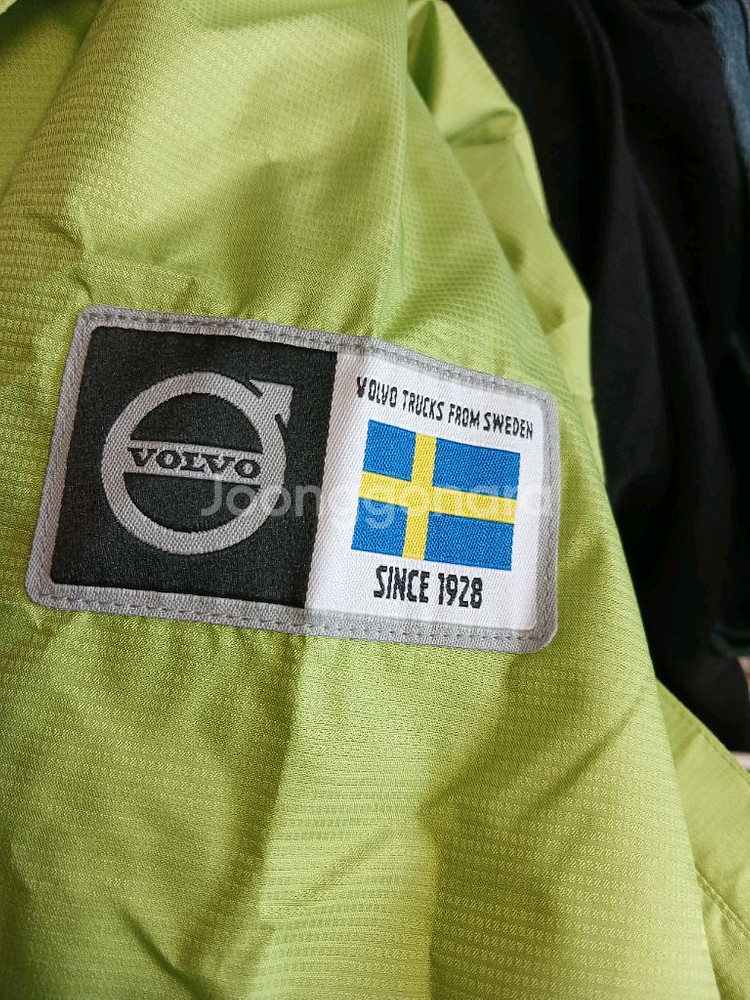 VOLVO
VOLVO TRUCKS FROM SWEDEN
SINCE 1928
Joonggonara